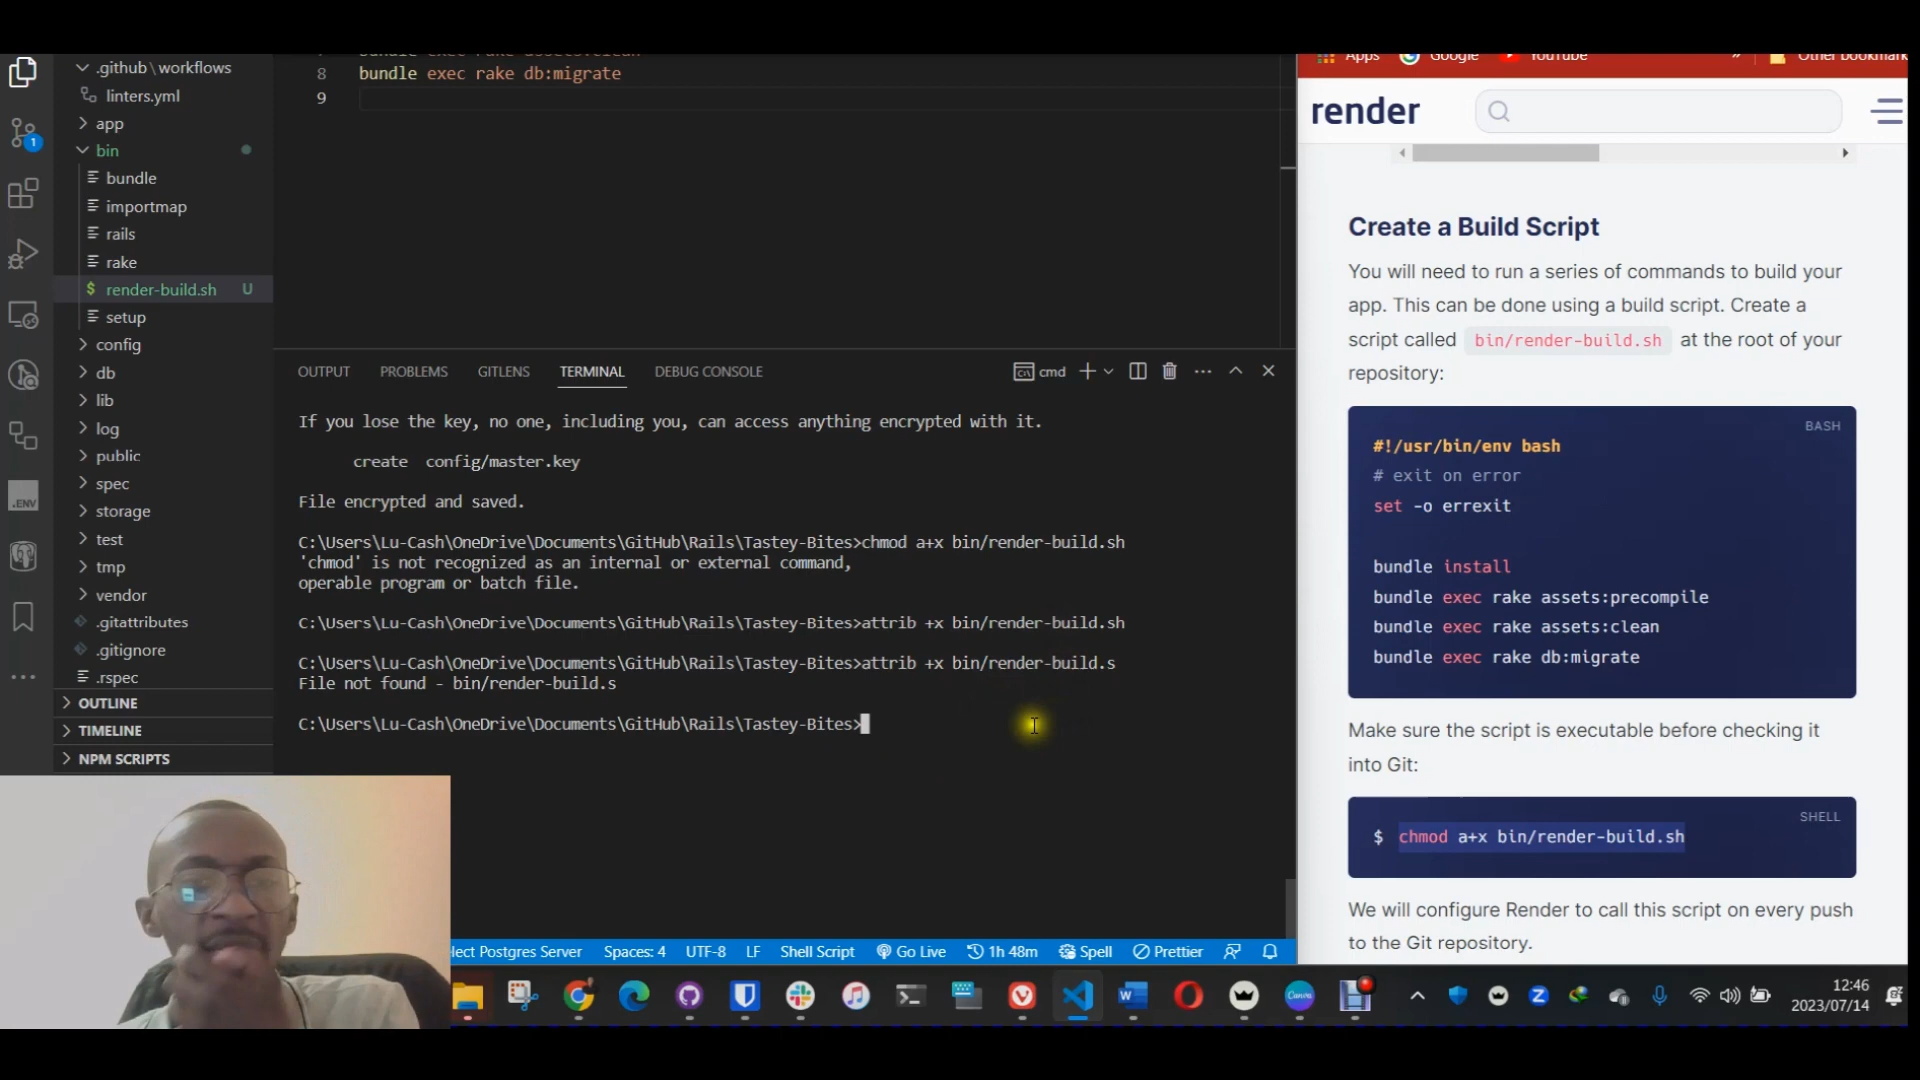 .github\workflows
linters.yml
app
bin
bundle
importmap
rails
rake
render-build.sh U
setup
config
db
lib
log
public
spec
storage
test
tmp
vendor
.gitattributes
.gitignore
.rspec
OUTLINE
TIMELINE
NPM SCRIPTS
1
.ENV
8 bundle exec rake db:migrate
9
OUTPUT PROBLEMS GITLENS TERMINAL DEBUG CONSOLE cmd
If you lose the key, no one, including you, can access anything encrypted with it.
create config/master.key
File encrypted and saved.
C:\Users\Lu-Cash\OneDrive\Documents\GitHub\Rails\Tastey-Bites>chmod a+x bin/render-build.sh
'chmod' is not recognized as an internal or external command,
operable program or batch file.
C:\Users\Lu-Cash\OneDrive\Documents\GitHub\Rails\Tastey-Bites>attrib +x bin/render-build.sh
C:\Users\Lu-Cash\OneDrive\Documents\GitHub\Rails\Tastey-Bites>attrib +x bin/render-build.s
File not found - bin/render-build.s
C:\Users\Lu-Cash\OneDrive\Documents\GitHub\Rails\Tastey-Bites>
lect Postgres Server Spaces: 4 UTF-8 LF Shell Script Go Live 1h 48m Spell Prettier
Apps Google YouTube » Other bookmark
render
Create a Build Script
You will need to run a series of commands to build your
app. This can be done using a build script. Create a
script called bin/render-build.sh at the root of your
repository:
BASH
#!/usr/bin/env bash
# exit on error
set -o errexit
bundle install
bundle exec rake assets:precompile
bundle exec rake assets:clean
bundle exec rake db:migrate
Make sure the script is executable before checking it
into Git:
SHELL
$ chmod a+x bin/render-build.sh
We will configure Render to call this script on every push
to the Git repository.
12:46
2023/07/14